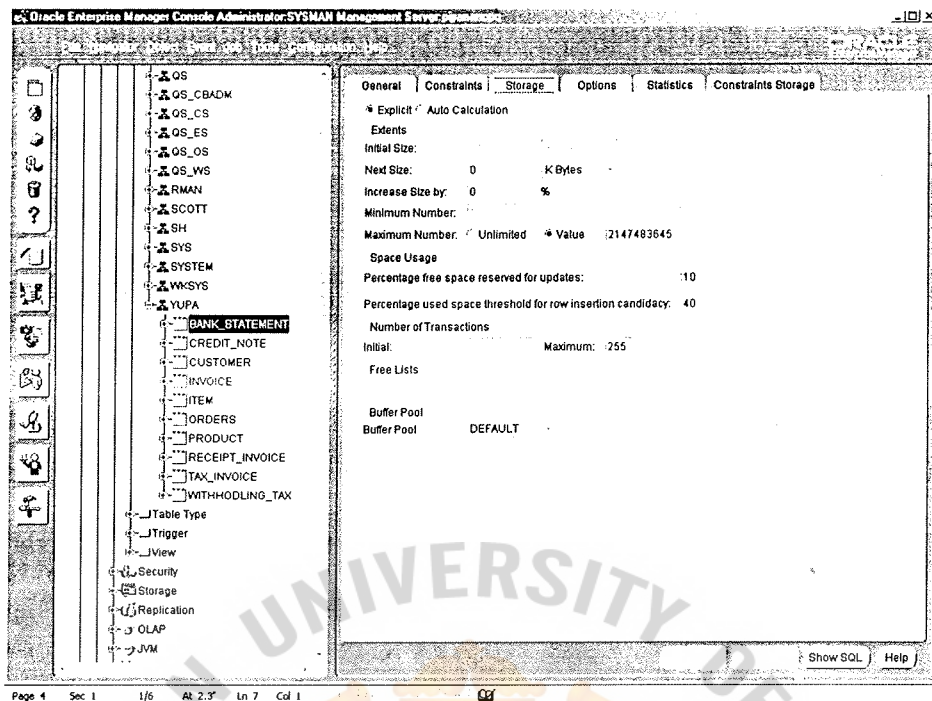 Oracle Enterprise Manager Console Administrator:SYSMAN Management Server
QS
QS_CBADM
QS_CS
QS_ES
QS_OS
QS_WS
RMAN
SCOTT
SH
SYS
SYSTEM
WKSYS
YUPA
BANK_STATEMENT
CREDIT_NOTE
CUSTOMER
INVOICE
ITEM
ORDERS
PRODUCT
RECEIPT_INVOICE
TAX_INVOICE
WITHHODLING_TAX
Table Type
Trigger
View
Security
Storage
Replication
OLAP
JVM
General Constraints Storage Options Statistics Constraints Storage
Explicit Auto Calculation
Extents
Initial Size:
Next Size: 0 K Bytes
Increase Size by: 0 %
Minimum Number:
Maximum Number: Unlimited Value 2147483645
Space Usage
Percentage free space reserved for updates: 10
Percentage used space threshold for row insertion candidacy: 40
Number of Transactions
Initial: Maximum: 255
Free Lists
Buffer Pool
Buffer Pool DEFAULT
Show SQL Help
UNIVERSITY
Page 4 Sec 1 1/6 At 2.3" Ln 7 Col 1